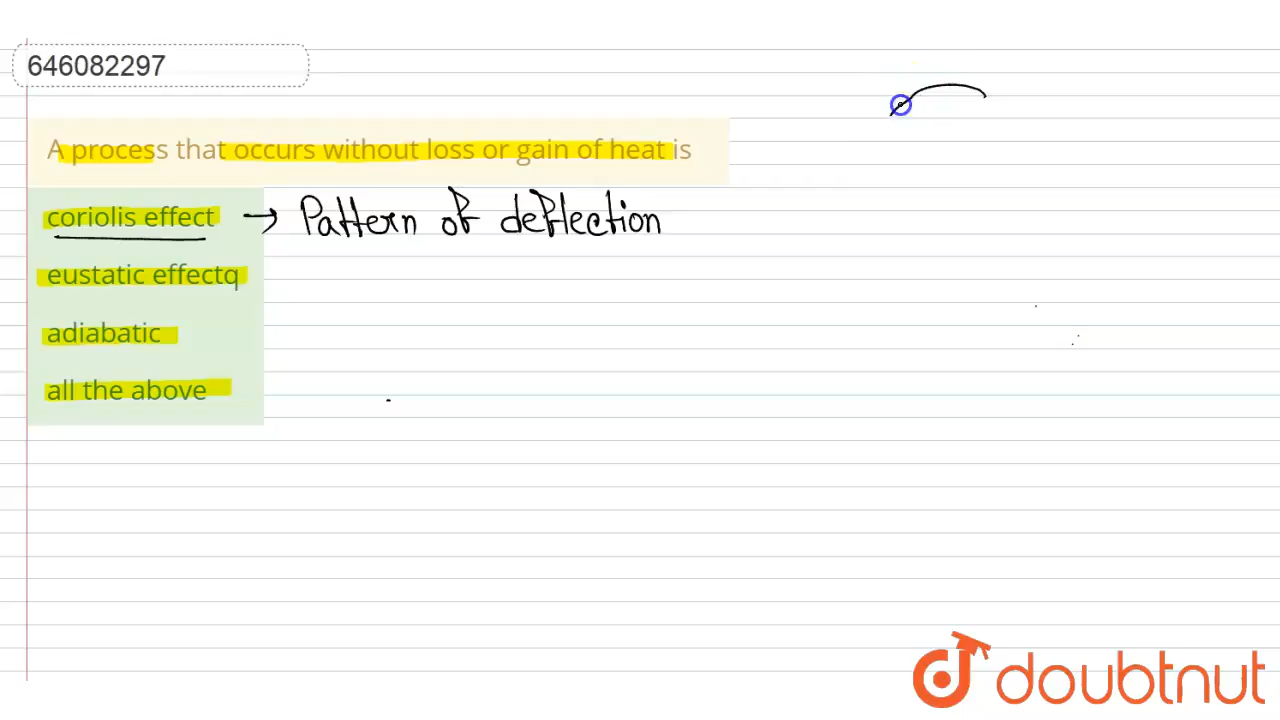 646082297
A process that occurs without loss or gain of heat is
coriolis effect → Pattern of deflection
eustatic effectq
adiabatic
all the above
doubtnut